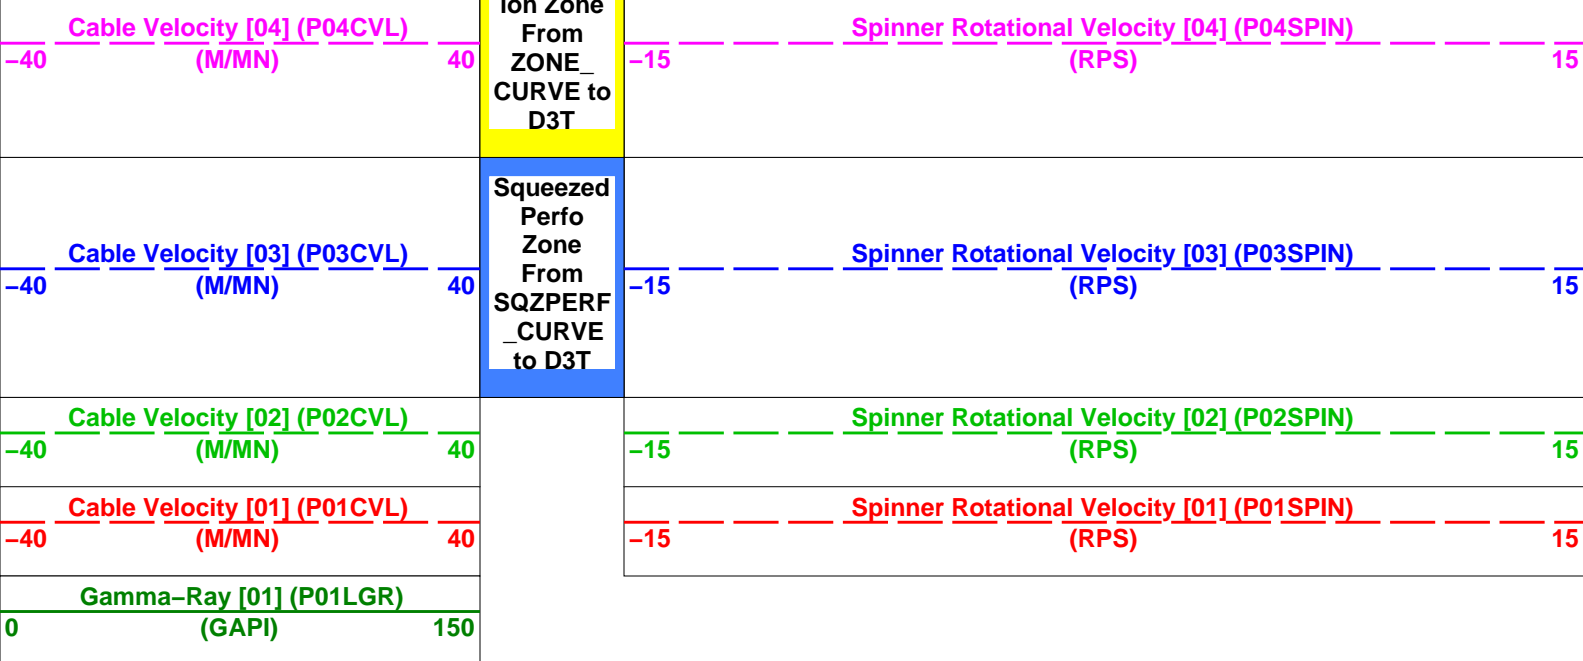 Ion Zone
From
ZONE_
CURVE to
D3T
Cable Velocity [04] (P04CVL)
−40 (M/MN) 40
Spinner Rotational Velocity [04] (P04SPIN)
−15 (RPS) 15
Squeezed
Perfo
Zone
From
SQZPERF
_CURVE
to D3T
Cable Velocity [03] (P03CVL)
−40 (M/MN) 40
Spinner Rotational Velocity [03] (P03SPIN)
−15 (RPS) 15
Cable Velocity [02] (P02CVL)
−40 (M/MN) 40
Spinner Rotational Velocity [02] (P02SPIN)
−15 (RPS) 15
Cable Velocity [01] (P01CVL)
−40 (M/MN) 40
Spinner Rotational Velocity [01] (P01SPIN)
−15 (RPS) 15
Gamma−Ray [01] (P01LGR)
0 (GAPI) 150